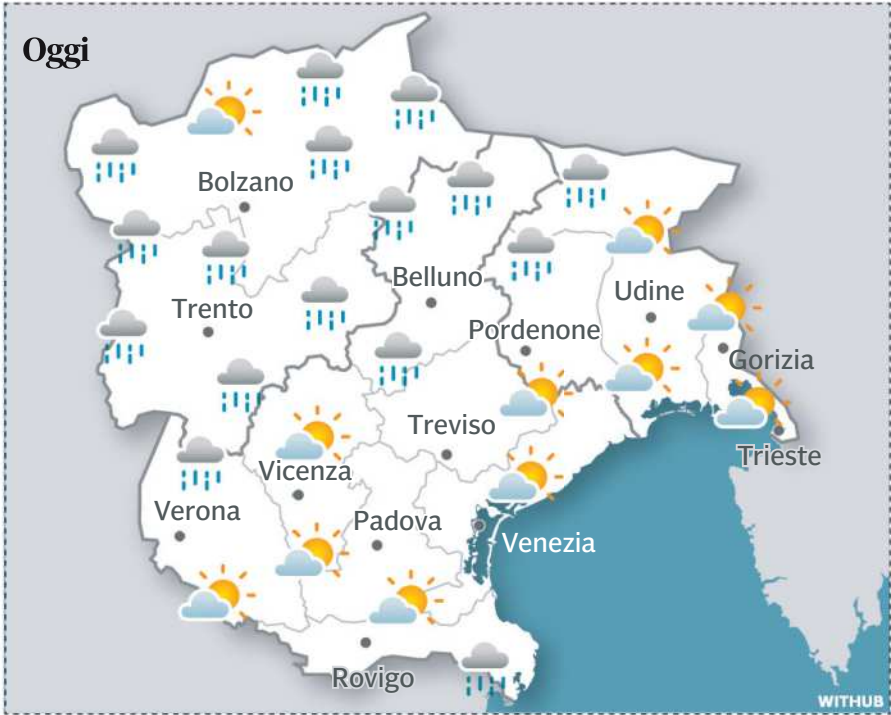 Oggi
Bolzano
Belluno
Udine
Trento
Pordenone
Gorizia
Treviso
Trieste
Vicenza
Verona
Padova
Venezia
Rovigo
WITHUB